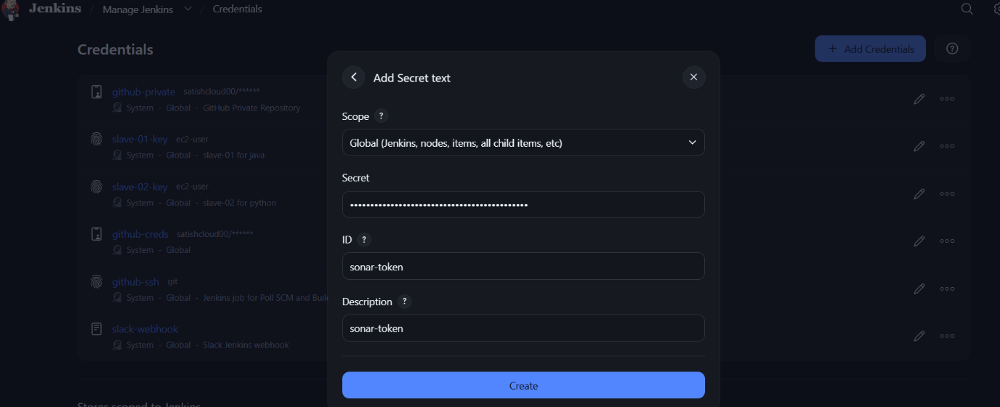 Jenkins / Manage Jenkins / Credentials
Credentials
+ Add Credentials
?
github-private satishcloud00/******
System - Global - GitHub Private Repository
slave-01-key ec2-user
System - Global - slave-01 for java
slave-02-key ec2-user
System - Global - slave-02 for python
github-creds satishcloud00/******
System - Global
github-ssh git
System - Global - Jenkins job for Poll SCM and Build
slack-webhook
System - Global - Slack Jenkins webhook
Stores scoped to Jenkins
Add Secret text
Scope ?
Global (Jenkins, nodes, items, all child items, etc)
Secret
••••••••••••••••••••••••••••••••••••••••••••
ID ?
sonar-token
Description ?
sonar-token
Create